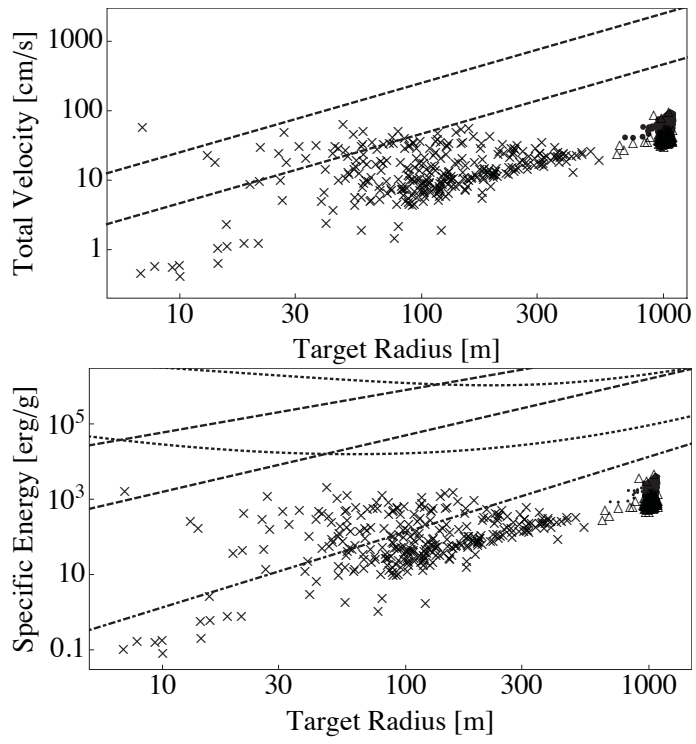 Total Velocity [cm/s]
1000
100
10
1
10 30 100 300 1000
Target Radius [m]
Specific Energy [erg/g]
10^5
10^3
10
0.1
10 30 100 300 1000
Target Radius [m]